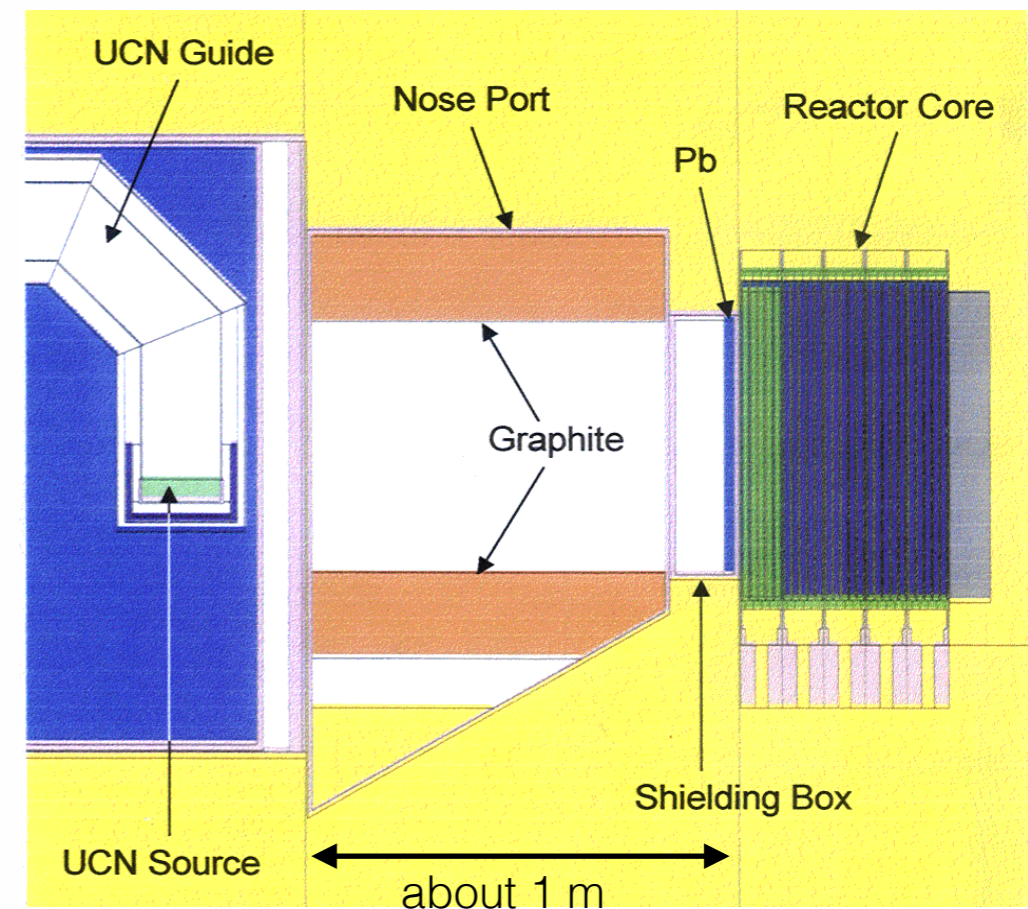 UCN Guide
Nose Port
Reactor Core
Pb
Graphite
Shielding Box
UCN Source
about 1 m